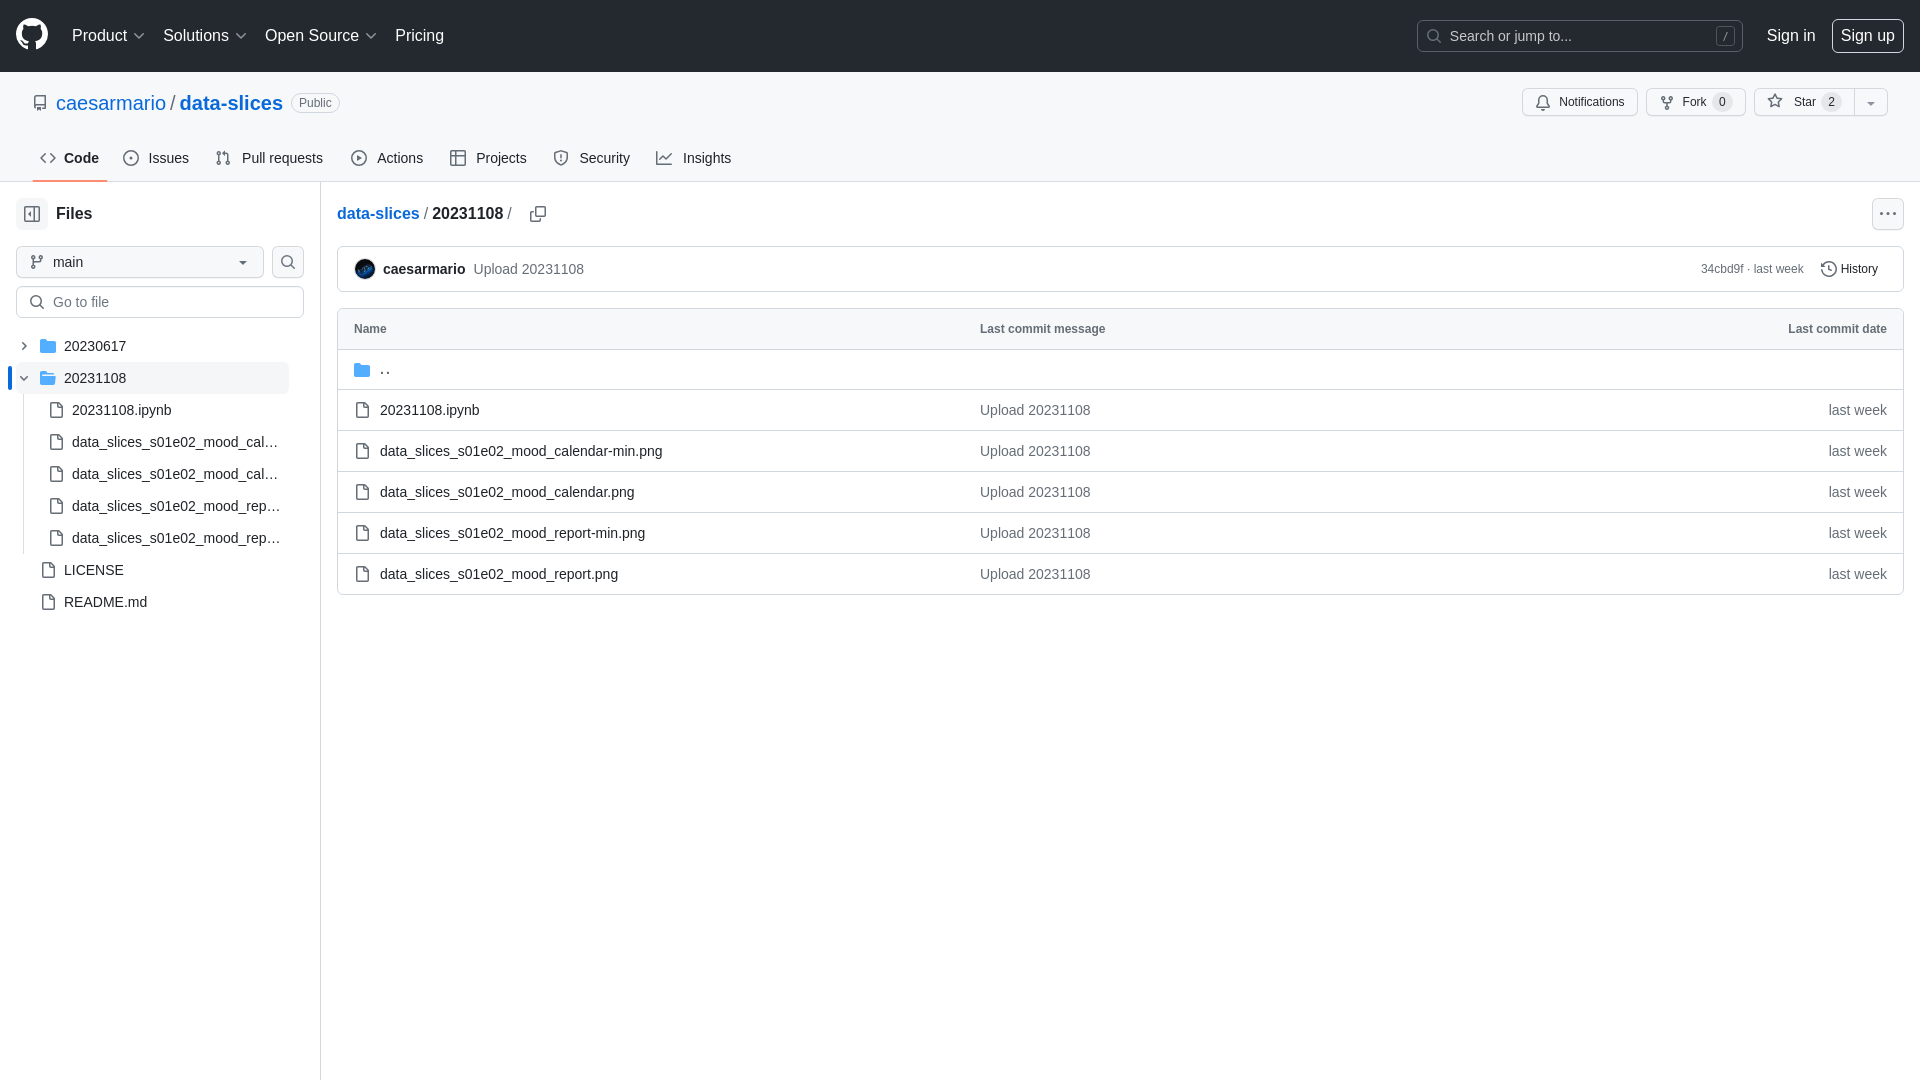 Product Solutions Open Source Pricing Search or jump to... / Sign in Sign up
caesarmario / data-slices Public Notifications Fork 0 Star 2
Code Issues Pull requests Actions Projects Security Insights
Files
main
Go to file
20230617
20231108
20231108.ipynb
data_slices_s01e02_mood_cal…
data_slices_s01e02_mood_cal…
data_slices_s01e02_mood_rep…
data_slices_s01e02_mood_rep…
LICENSE
README.md
data-slices / 20231108 /
caesarmario Upload 20231108 34cbd9f · last week History
Name Last commit message Last commit date
..
20231108.ipynb Upload 20231108 last week
data_slices_s01e02_mood_calendar-min.png Upload 20231108 last week
data_slices_s01e02_mood_calendar.png Upload 20231108 last week
data_slices_s01e02_mood_report-min.png Upload 20231108 last week
data_slices_s01e02_mood_report.png Upload 20231108 last week